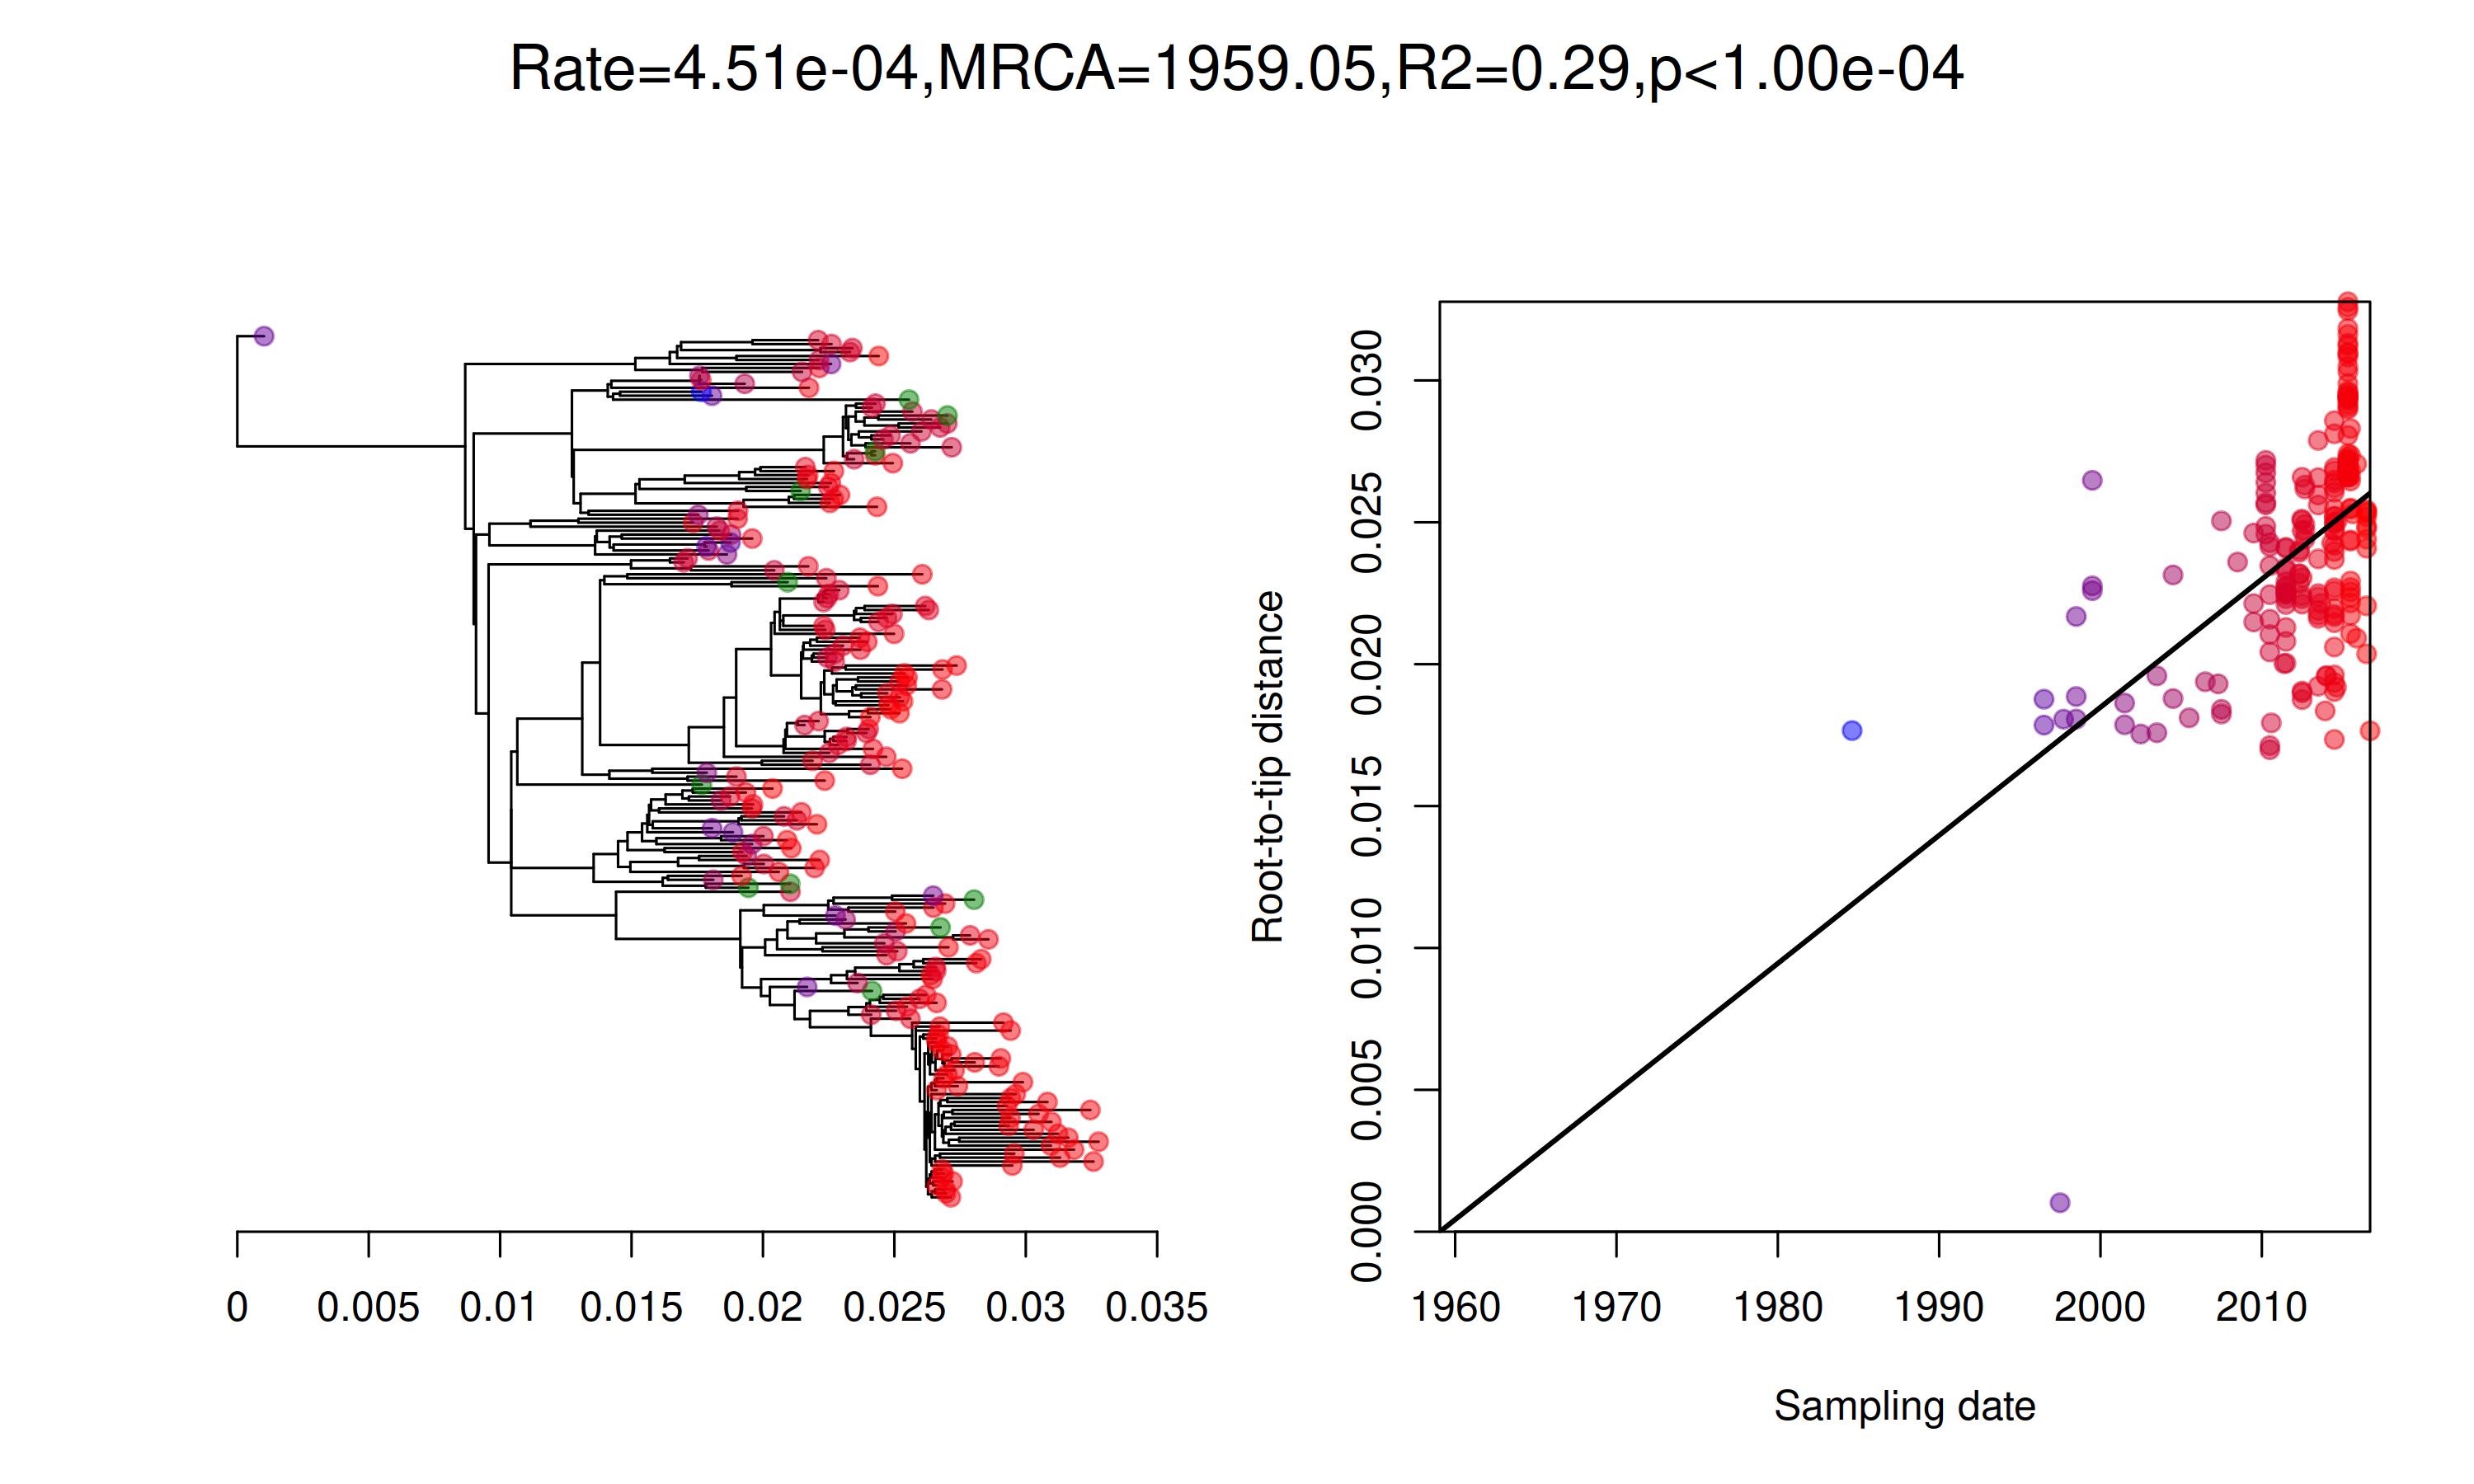 Rate=4.51e-04,MRCA=1959.05,R2=0.29,p<1.00e-04
0 0.005 0.01 0.015 0.02 0.025 0.03 0.035
Root-to-tip distance
0.000 0.005 0.010 0.015 0.020 0.025 0.030
1960 1970 1980 1990 2000 2010
Sampling date